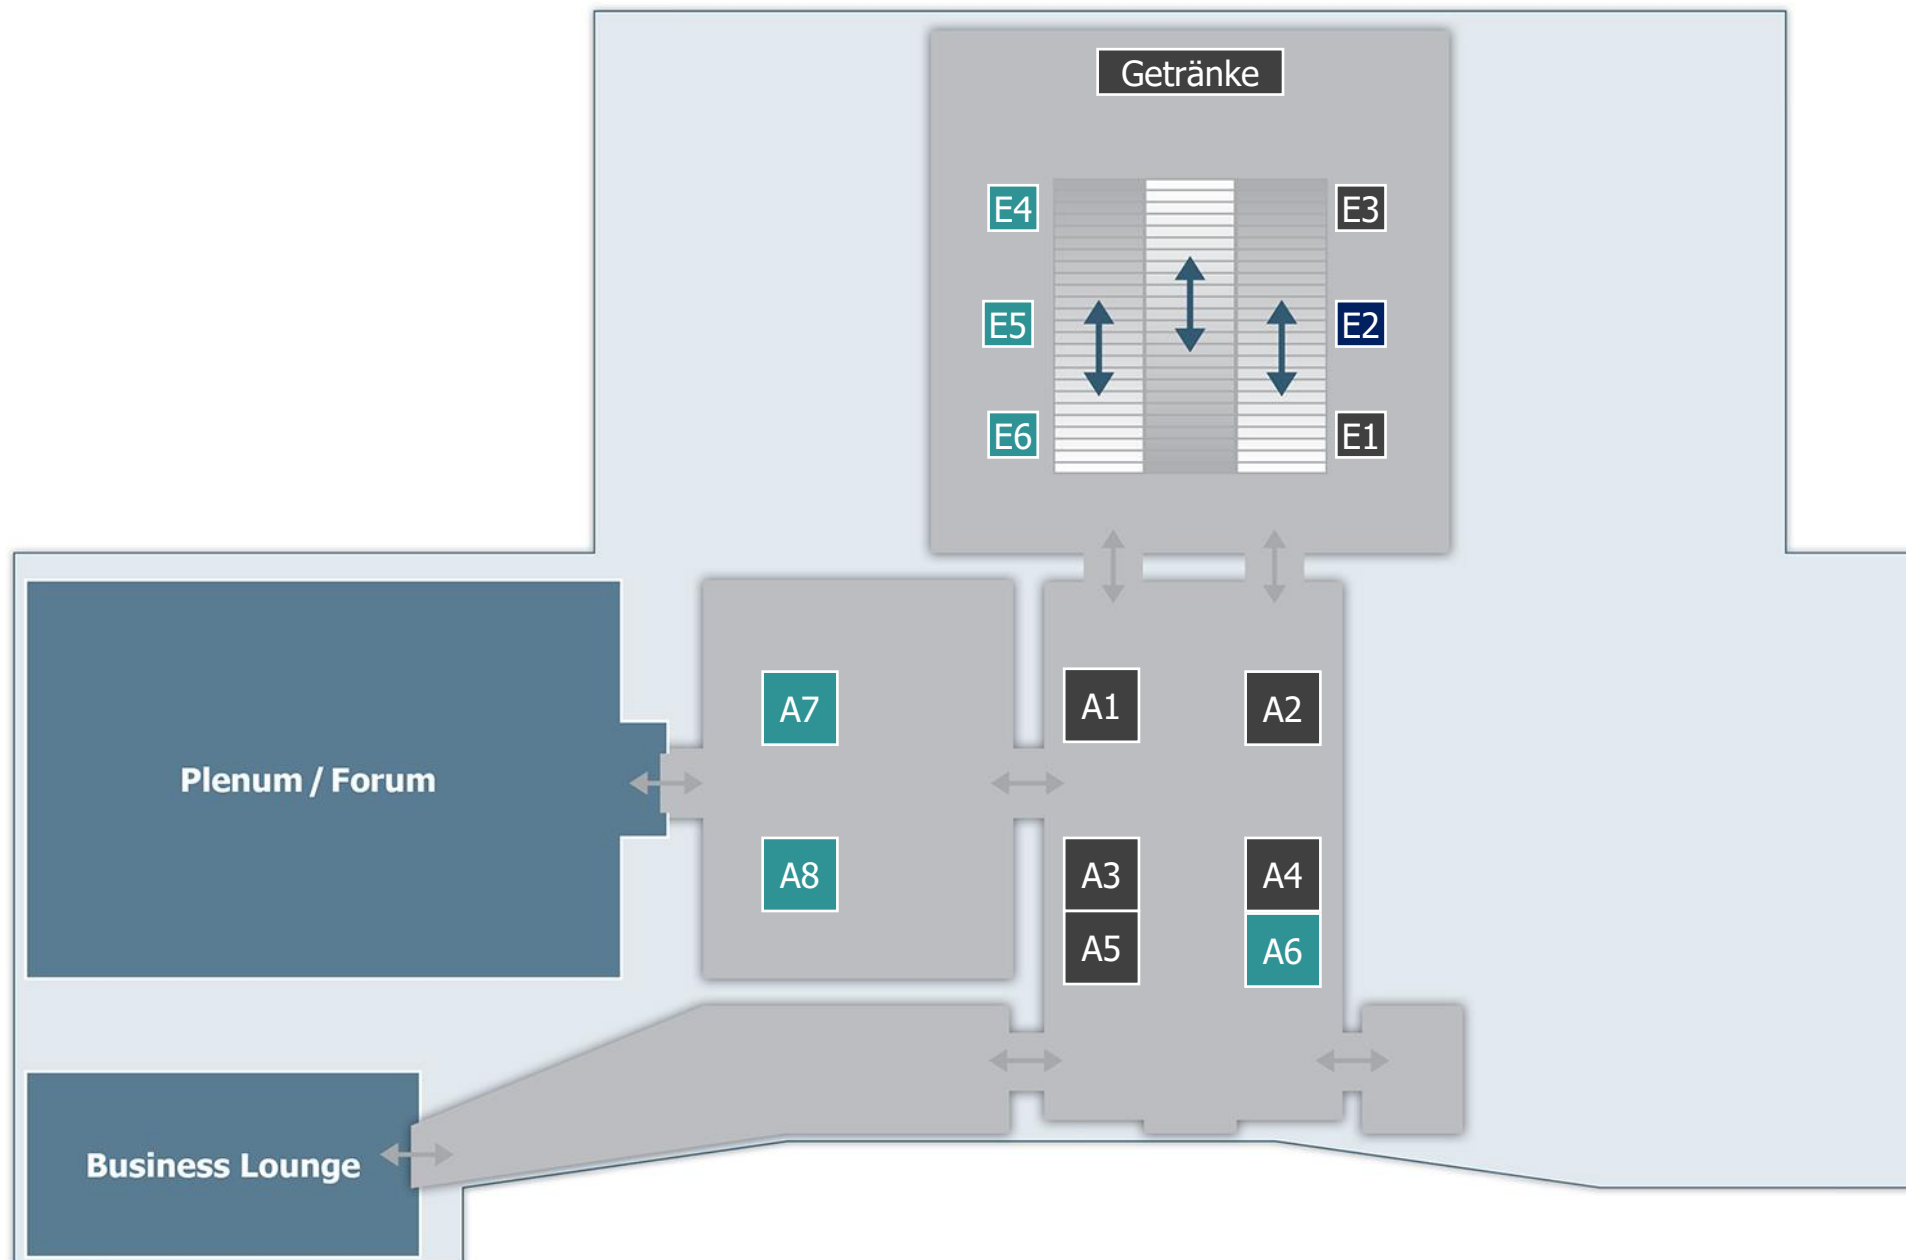 Getränke
E4
E3
E5
E2
E6
E1
A7
A1
A2
Plenum / Forum
A8
A3
A4
A5
A6
Business Lounge